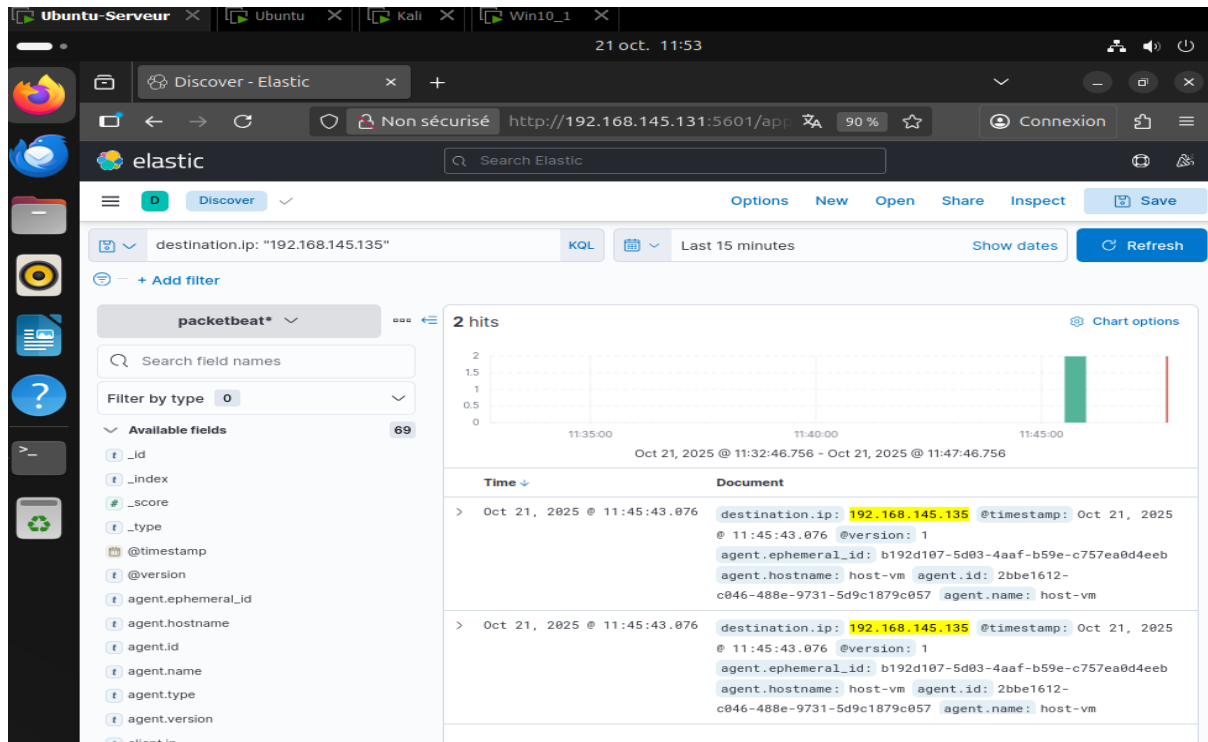 Ubuntu-Serveur
Ubuntu
Kali
Win10_1
21 oct. 11:53
Discover - Elastic
Non sécurisé http://192.168.145.131:5601/app 90 % Connexion
elastic
Search Elastic
D Discover Options New Open Share Inspect Save
destination.ip: "192.168.145.135" KQL Last 15 minutes Show dates Refresh
+ Add filter
packetbeat*
2 hits
Chart options
Search field names
Filter by type 0
Available fields 69
t _id
t _index
# _score
t _type
@timestamp
t @version
t agent.ephemeral_id
t agent.hostname
t agent.id
t agent.name
t agent.type
t agent.version
2
1.5
1
0.5
0
11:35:00 11:40:00 11:45:00
Oct 21, 2025 @ 11:32:46.756 - Oct 21, 2025 @ 11:47:46.756
Time Document
Oct 21, 2025 @ 11:45:43.076 destination.ip: 192.168.145.135 @timestamp: Oct 21, 2025
@ 11:45:43.076 @version: 1
agent.ephemeral_id: b192d107-5d03-4aaf-b59e-c757ea0d4eeb
agent.hostname: host-vm agent.id: 2bbe1612-
c046-488e-9731-5d9c1879c057 agent.name: host-vm
Oct 21, 2025 @ 11:45:43.076 destination.ip: 192.168.145.135 @timestamp: Oct 21, 2025
@ 11:45:43.076 @version: 1
agent.ephemeral_id: b192d107-5d03-4aaf-b59e-c757ea0d4eeb
agent.hostname: host-vm agent.id: 2bbe1612-
c046-488e-9731-5d9c1879c057 agent.name: host-vm